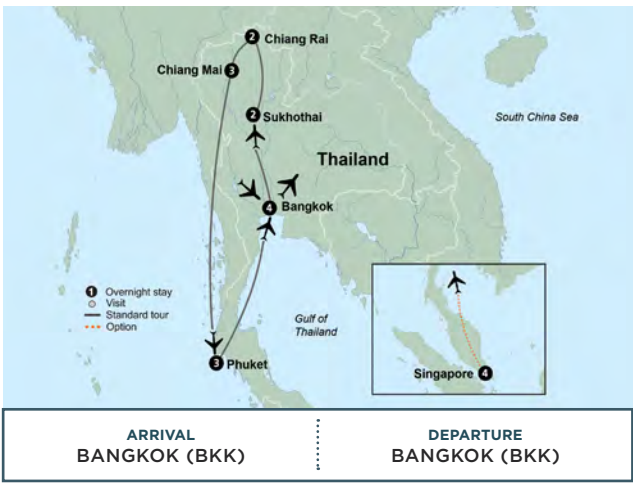 2 Chiang Rai
Chiang Mai 3
2 Sukhothai
South China Sea
Thailand
4 Bangkok
1 Overnight stay
Visit
Standard tour
Option
Gulf of
Thailand
3 Phuket
Singapore 4
ARRIVAL
BANGKOK (BKK)
DEPARTURE
BANGKOK (BKK)